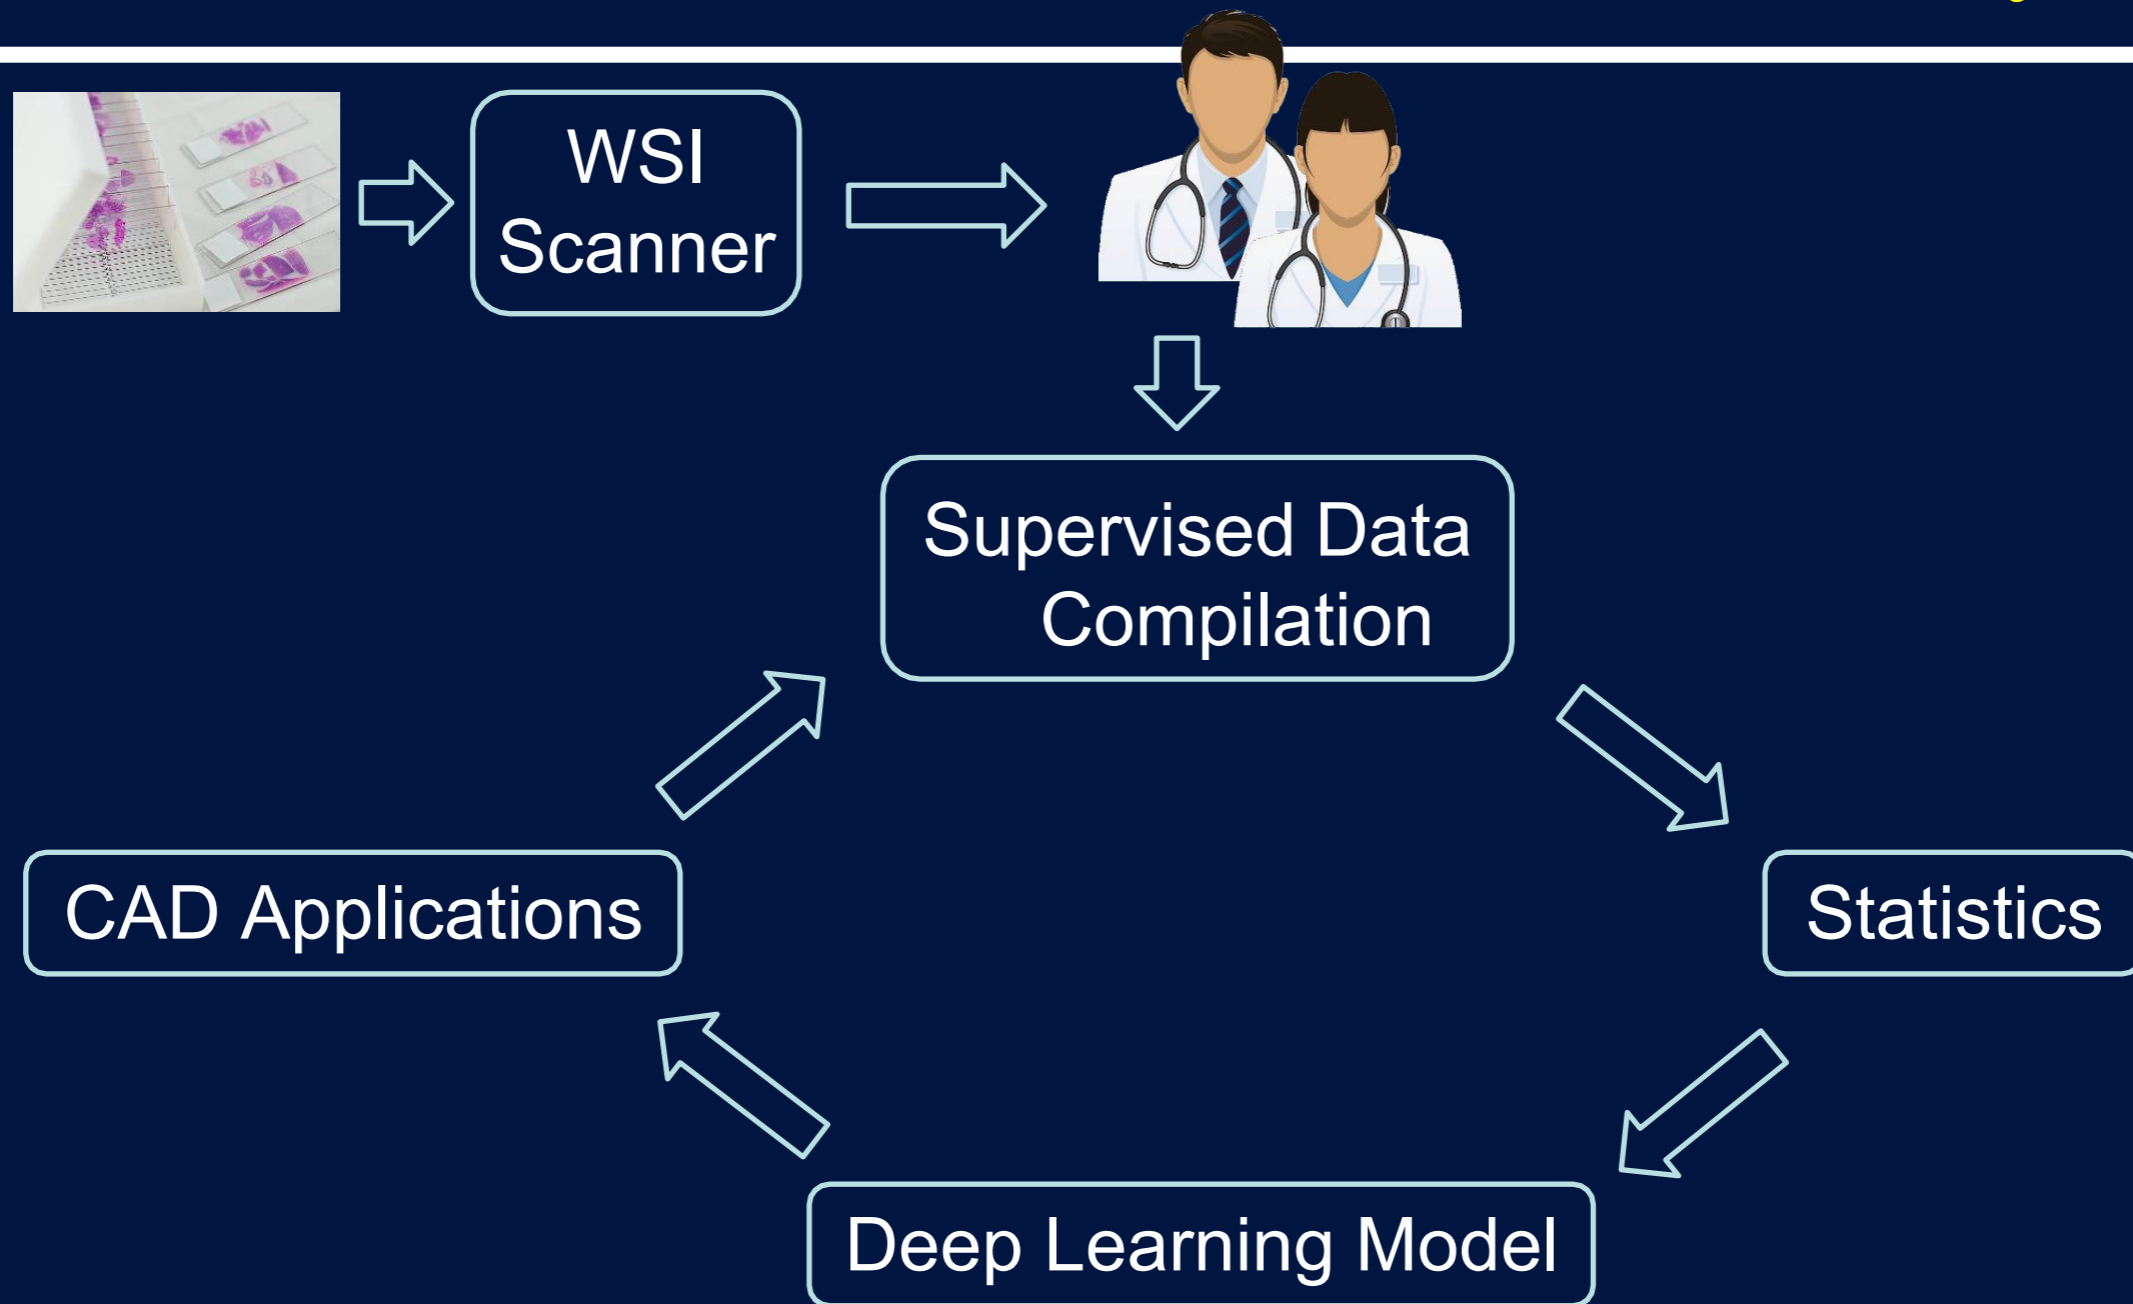 WSI
Scanner
Supervised Data
Compilation
CAD Applications
Statistics
Deep Learning Model